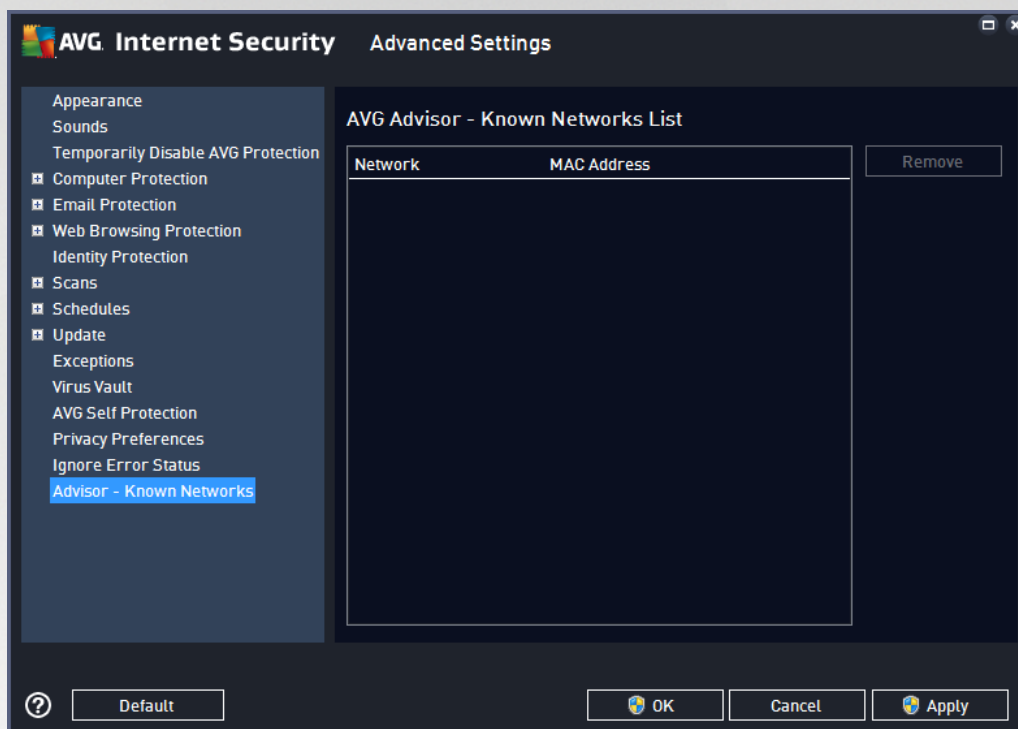 AVG. Internet Security Advanced Settings
Appearance
Sounds
Temporarily Disable AVG Protection
Computer Protection
Email Protection
Web Browsing Protection
Identity Protection
Scans
Schedules
Update
Exceptions
Virus Vault
AVG Self Protection
Privacy Preferences
Ignore Error Status
Advisor - Known Networks
AVG Advisor - Known Networks List
Network MAC Address
Remove
? Default OK Cancel Apply